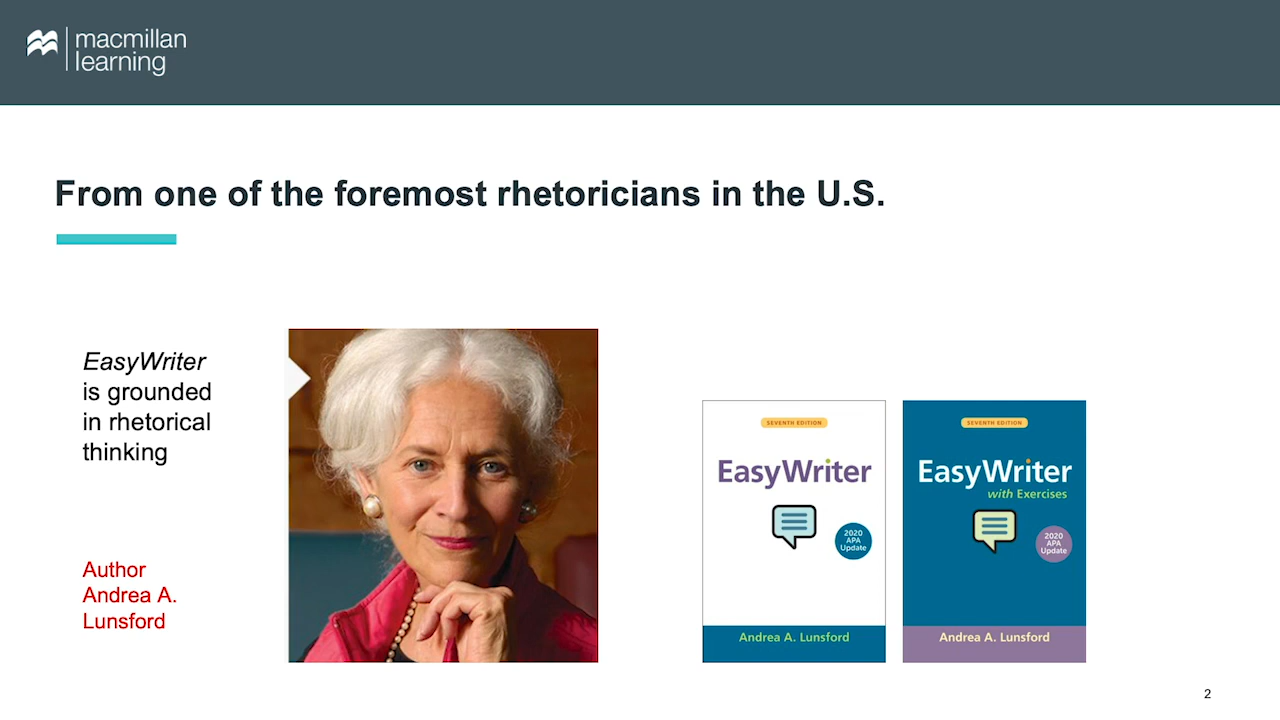 macmillan
learning
From one of the foremost rhetoricians in the U.S.
EasyWriter
is grounded
in rhetorical
thinking
Author
Andrea A.
Lunsford
SEVENTH EDITION
EasyWriter
2020
APA
Update
Andrea A. Lunsford
SEVENTH EDITION
EasyWriter
with Exercises
2020
APA
Update
Andrea A. Lunsford
2